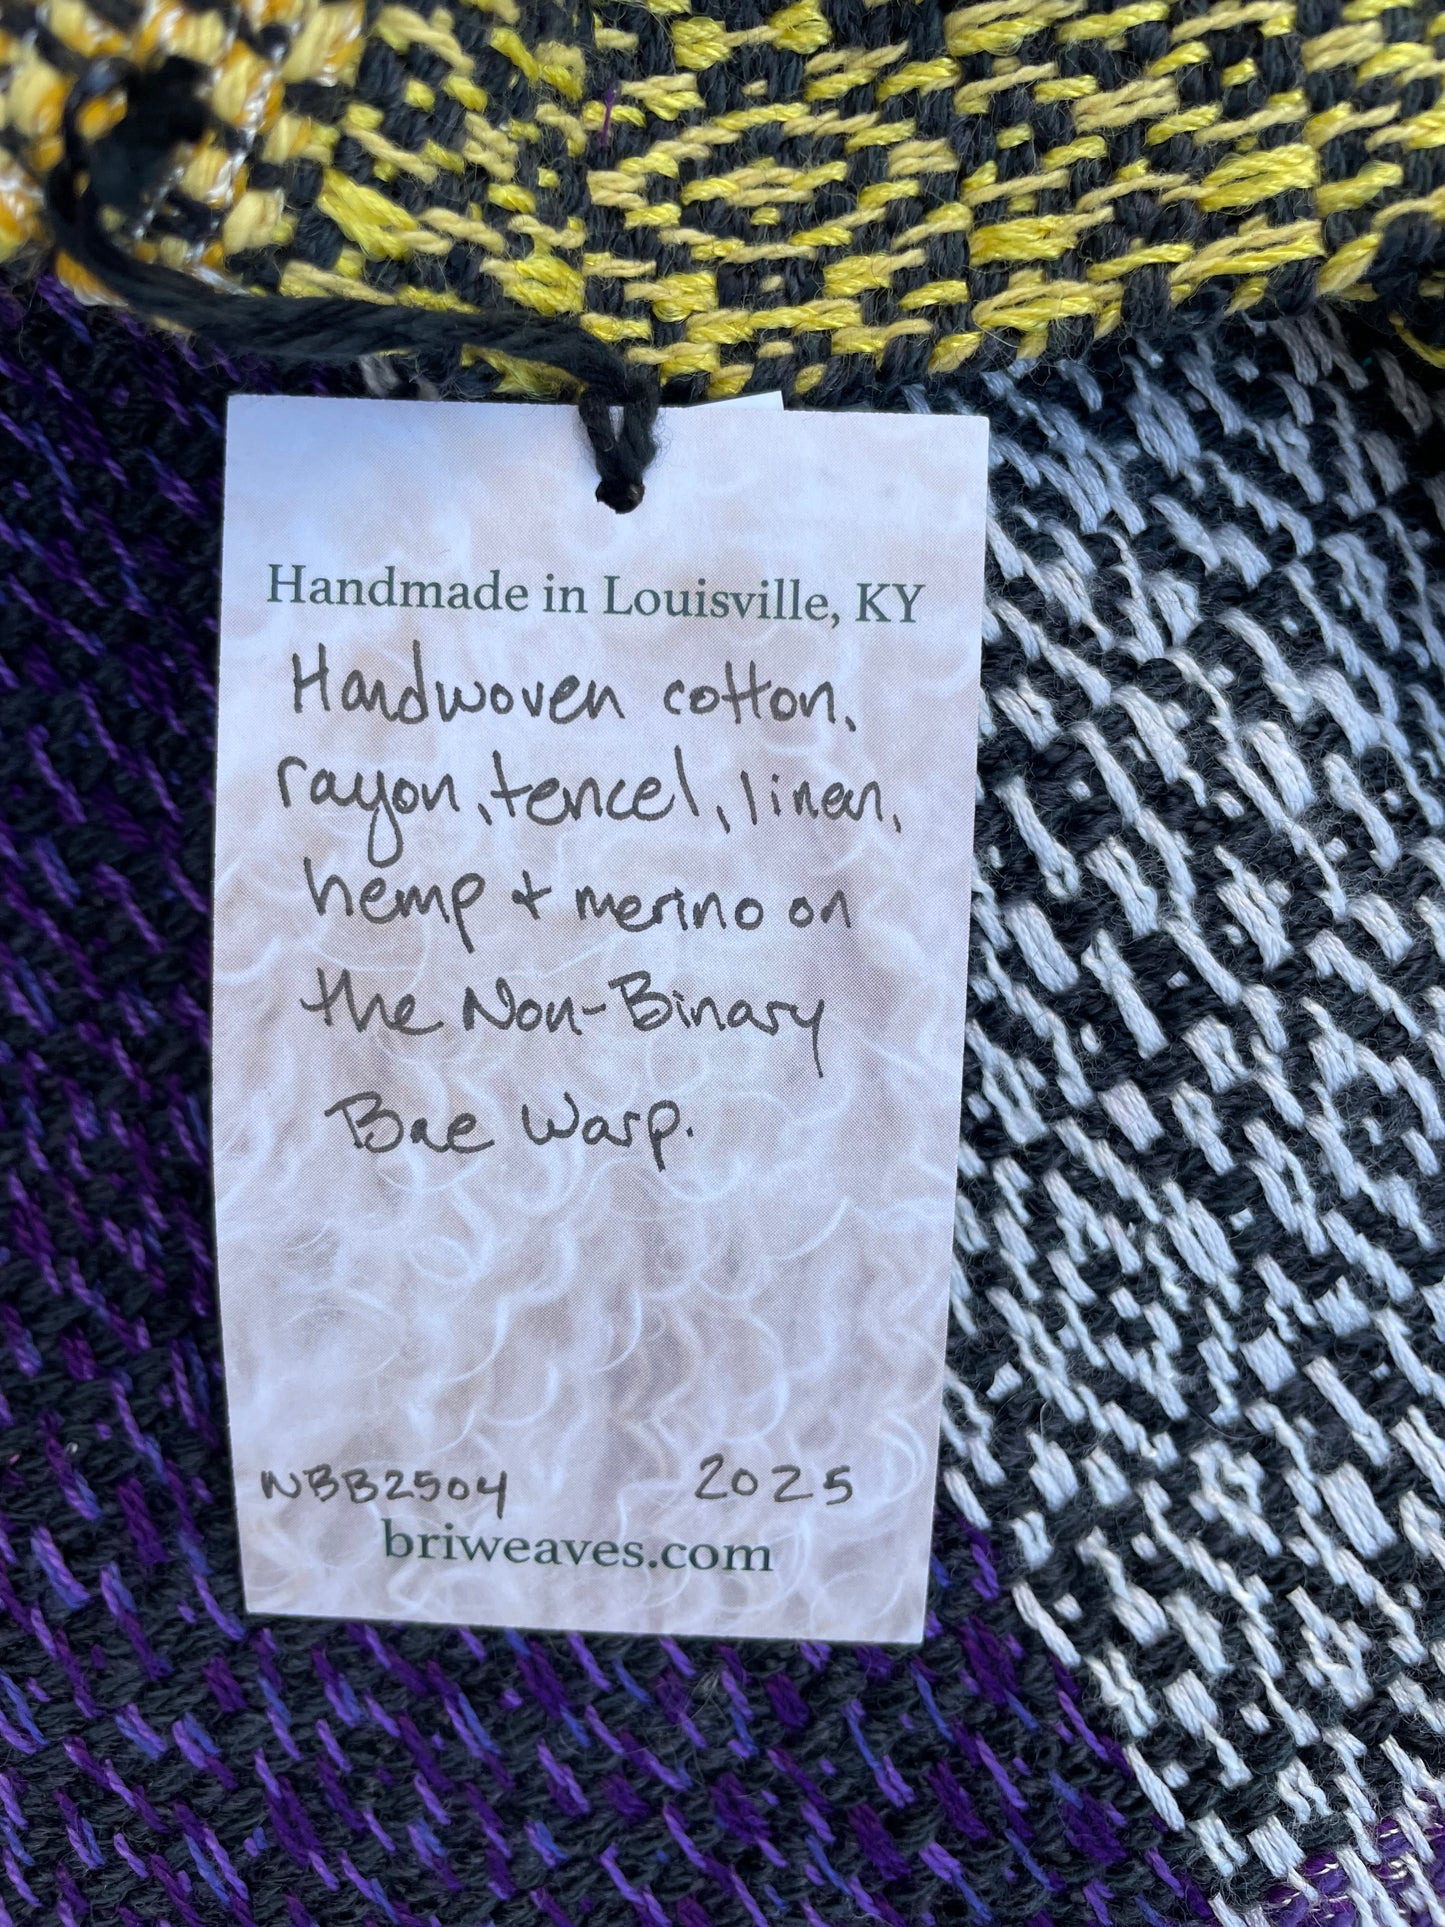 Handmade in Louisville, KY
Handwoven cotton,
rayon, tencel, linen,
hemp + merino on
the Non-Binary
Bae Warp.
NBB2504 2025
briweaves.com